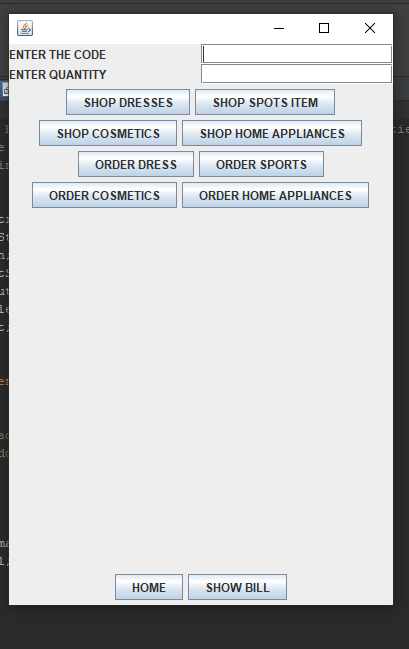 ENTER THE CODE
ENTER QUANTITY
SHOP DRESSES SHOP SPOTS ITEM
SHOP COSMETICS SHOP HOME APPLIANCES
ORDER DRESS ORDER SPORTS
ORDER COSMETICS ORDER HOME APPLIANCES
HOME SHOW BILL